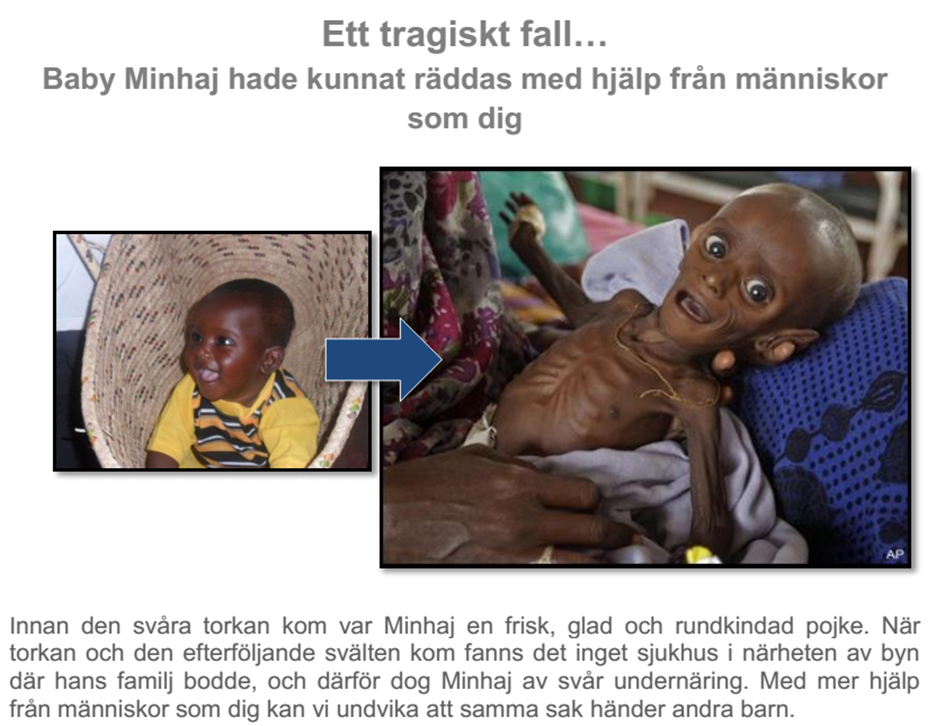 Ett tragiskt fall…
Baby Minhaj hade kunnat räddas med hjälp från människor
som dig
AP
Innan den svåra torkan kom var Minhaj en frisk, glad och rundkindad pojke. När
torkan och den efterföljande svälten kom fanns det inget sjukhus i närheten av byn
där hans familj bodde, och därför dog Minhaj av svår undernäring. Med mer hjälp
från människor som dig kan vi undvika att samma sak händer andra barn.